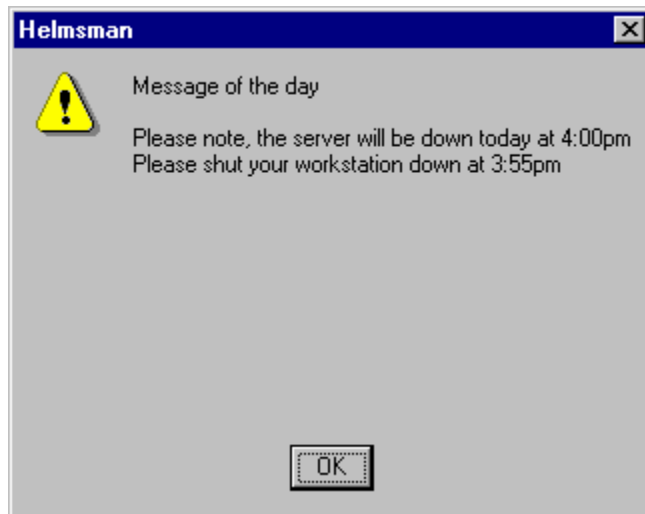 Helmsman
Message of the day
Please note, the server will be down today at 4:00pm
Please shut your workstation down at 3:55pm
OK